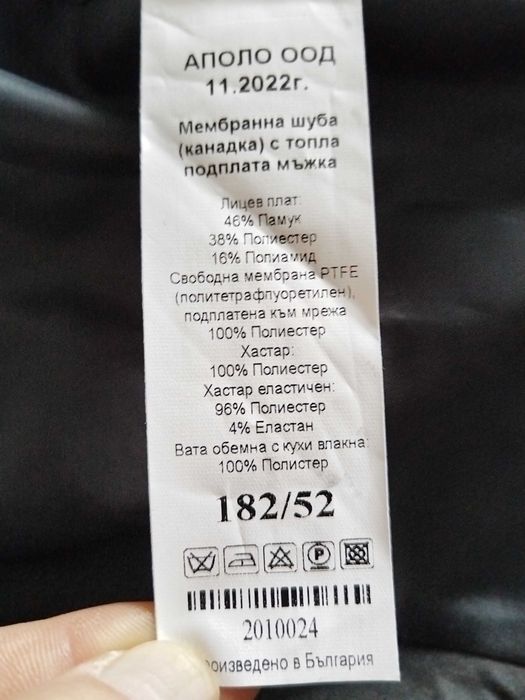 АПОЛО ООД
11.2022г.
Мембранна шуба
(канадка) с топла
подплата мъжка
Лицев плат:
46% Памук
38% Полиестер
16% Полиамид
Свободна мембрана PTFE
(политетрафлуоретилен),
подплатена към мрежа
100% Полиестер
Хастар:
100% Полиестер
Хастар еластичен:
96% Полиестер
4% Еластан
Вата обемна с кухи влакна:
100% Полистер
182/52
P
2010024
роизведено в България